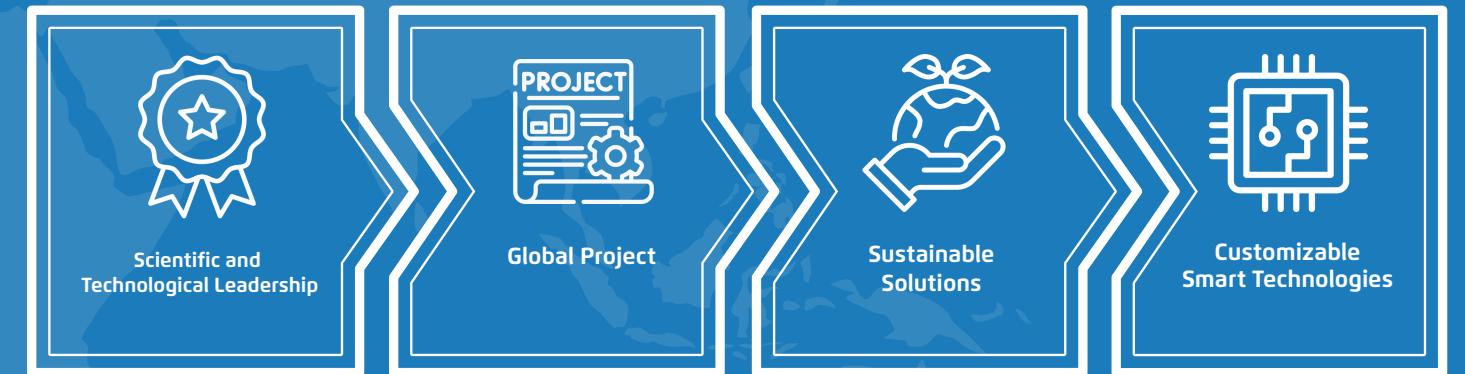 PROJECT
Scientific and
Technological Leadership
Global Project
Sustainable
Solutions
Customizable
Smart Technologies